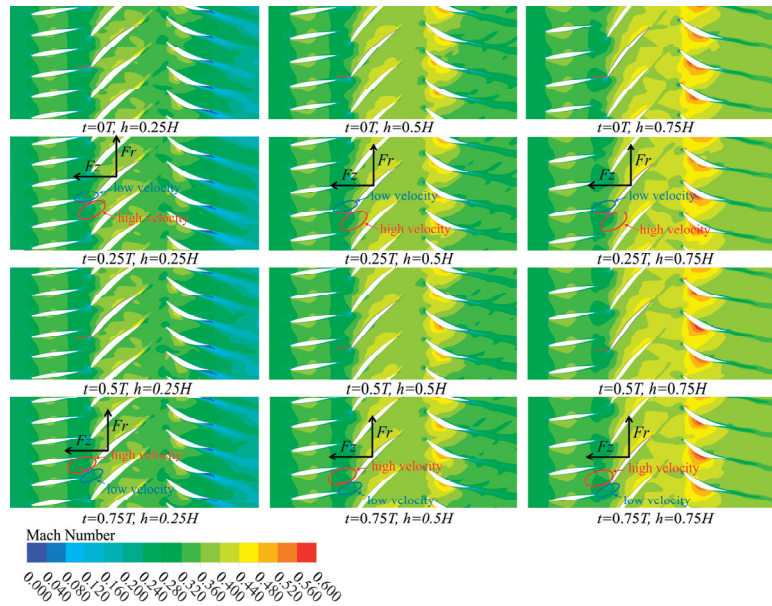 t=0T, h=0.25H
t=0T, h=0.5H
t=0T, h=0.75H
Fr
Fz
low velocity
high velocity
Fr
Fz
low velocity
high velocity
Fr
Fz
low velocity
high velocity
t=0.25T, h=0.25H
t=0.25T, h=0.5H
t=0.25T, h=0.75H
t=0.5T, h=0.25H
t=0.5T, h=0.5H
t=0.5T, h=0.75H
Fr
Fz
high velocity
low velocity
Fr
Fz
high velocity
low velocity
Fr
Fz
high velocity
low velocity
t=0.75T, h=0.25H
t=0.75T, h=0.5H
t=0.75T, h=0.75H
Mach Number
0.000 0.040 0.080 0.120 0.160 0.200 0.240 0.280 0.320 0.360 0.400 0.440 0.480 0.520 0.560 0.600